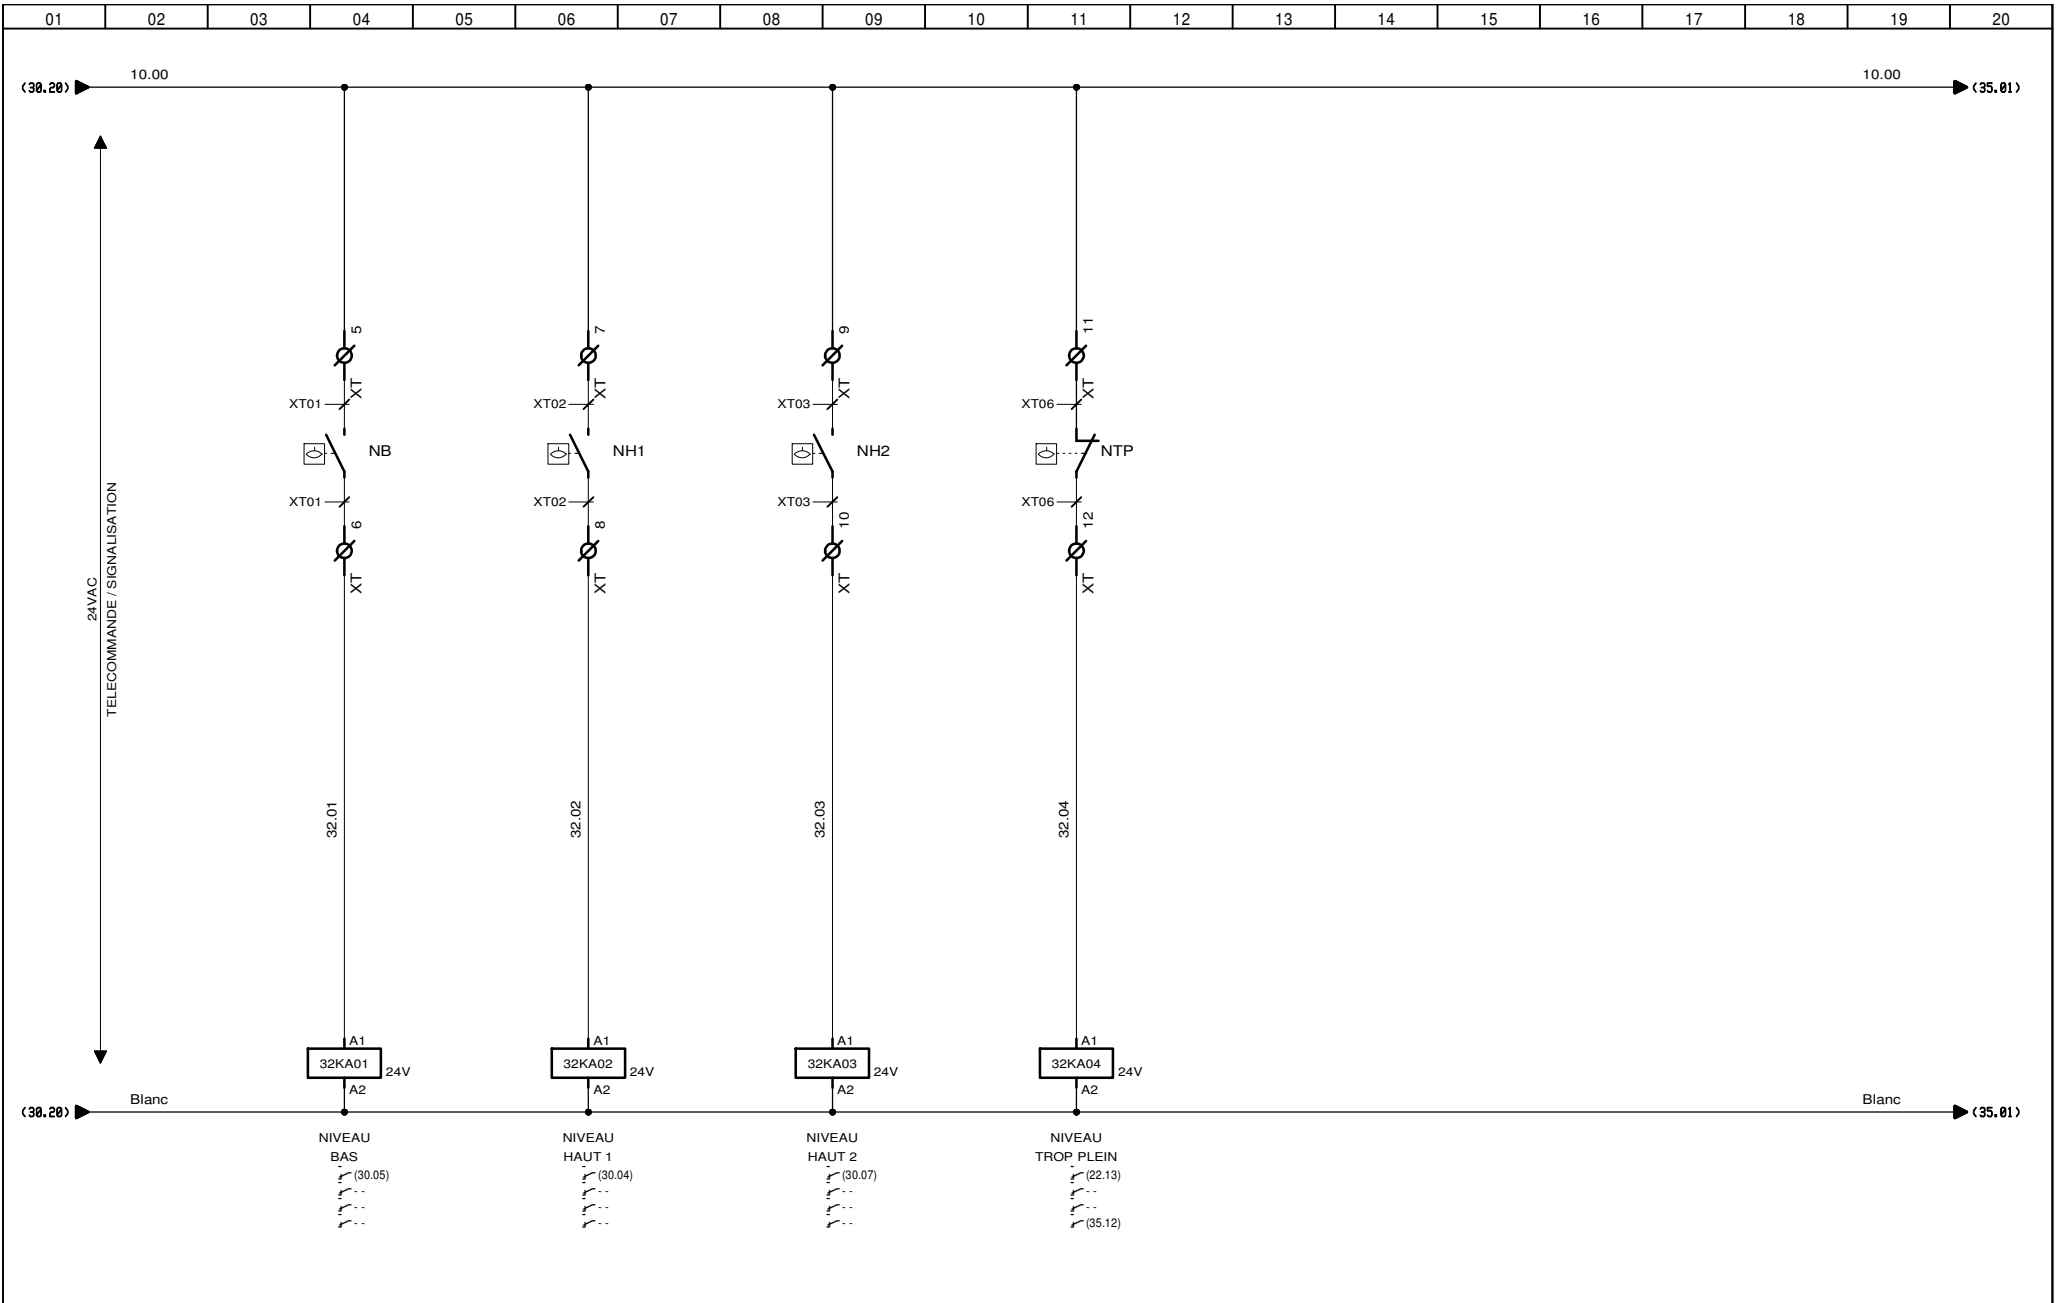 01 02 03 04 05 06 07 08 09 10 11 12 13 14 15 16 17 18 19 20
10.00 10.00
(30.20) (35.01)
24VAC
TELECOMMANDE / SIGNALISATION
5 7 9 11
XT XT XT XT
XT01 XT02 XT03 XT06
NB NH1 NH2 NTP
XT01 XT02 XT03 XT06
6 8 10 12
XT XT XT XT
32.01 32.02 32.03 32.04
A1 A1 A1 A1
32KA01 24V 32KA02 24V 32KA03 24V 32KA04 24V
A2 A2 A2 A2
Blanc Blanc
(30.20) (35.01)
NIVEAU NIVEAU NIVEAU NIVEAU
BAS HAUT 1 HAUT 2 TROP PLEIN
(30.05) (30.04) (30.07) (22.13)
- - - - - - - -
- - - - - - - -
- - - - - - (35.12)